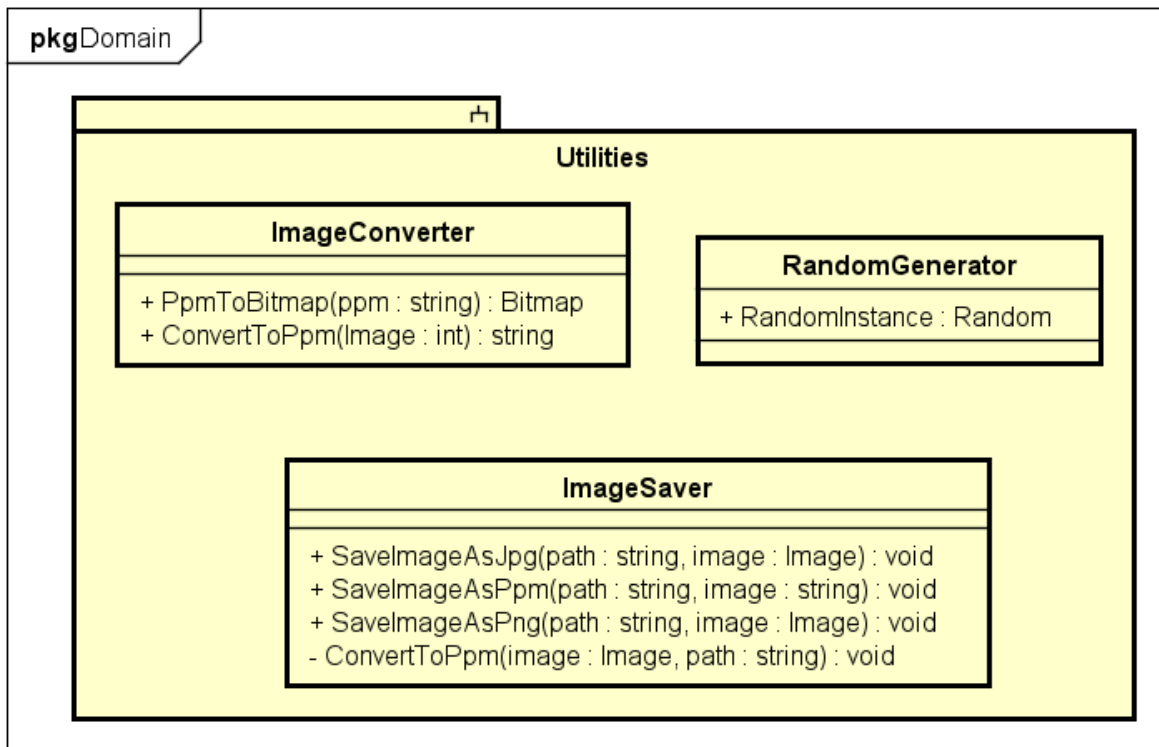 pkgDomain
Utilities
ImageConverter
+ PpmToBitmap(ppm : string) : Bitmap
+ ConvertToPpm(Image : int) : string
RandomGenerator
+ RandomInstance : Random
ImageSaver
+ SaveImageAsJpg(path : string, image : Image) : void
+ SaveImageAsPpm(path : string, image : string) : void
+ SaveImageAsPng(path : string, image : Image) : void
- ConvertToPpm(image : Image, path : string) : void